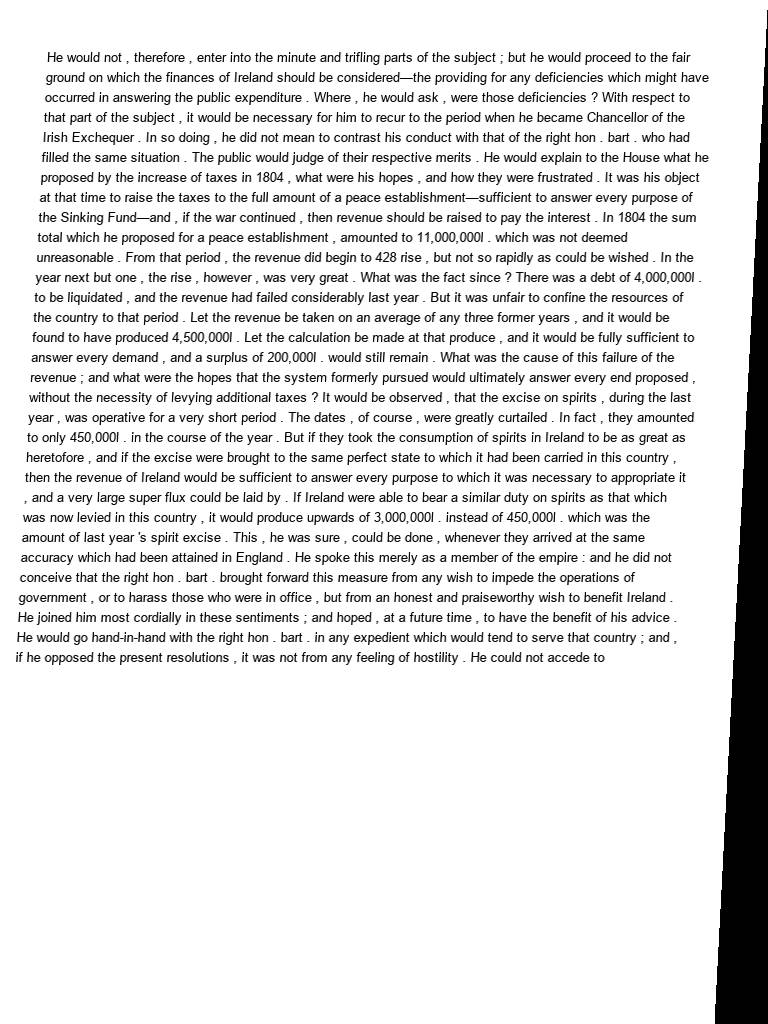 He would not , therefore , enter into the minute and trifling parts of the subject ; but he would proceed to the fair
ground on which the finances of Ireland should be considered—the providing for any deficiencies which might have
occurred in answering the public expenditure . Where , he would ask , were those deficiencies ? With respect to
that part of the subject , it would be necessary for him to recur to the period when he became Chancellor of the
Irish Exchequer . In so doing , he did not mean to contrast his conduct with that of the right hon . bart . who had
filled the same situation . The public would judge of their respective merits . He would explain to the House what he
proposed by the increase of taxes in 1804 , what were his hopes , and how they were frustrated . It was his object
at that time to raise the taxes to the full amount of a peace establishment—sufficient to answer every purpose of
the Sinking Fund—and , if the war continued , then revenue should be raised to pay the interest . In 1804 the sum
total which he proposed for a peace establishment , amounted to 11,000,000l . which was not deemed
unreasonable . From that period , the revenue did begin to 428 rise , but not so rapidly as could be wished . In the
year next but one , the rise , however , was very great . What was the fact since ? There was a debt of 4,000,000l .
to be liquidated , and the revenue had failed considerably last year . But it was unfair to confine the resources of
the country to that period . Let the revenue be taken on an average of any three former years , and it would be
found to have produced 4,500,000l . Let the calculation be made at that produce , and it would be fully sufficient to
answer every demand , and a surplus of 200,000l . would still remain . What was the cause of this failure of the
revenue ; and what were the hopes that the system formerly pursued would ultimately answer every end proposed ,
without the necessity of levying additional taxes ? It would be observed , that the excise on spirits , during the last
year , was operative for a very short period . The dates , of course , were greatly curtailed . In fact , they amounted
to only 450,000l . in the course of the year . But if they took the consumption of spirits in Ireland to be as great as
heretofore , and if the excise were brought to the same perfect state to which it had been carried in this country ,
then the revenue of Ireland would be sufficient to answer every purpose to which it was necessary to appropriate it
, and a very large super flux could be laid by . If Ireland were able to bear a similar duty on spirits as that which
was now levied in this country , it would produce upwards of 3,000,000l . instead of 450,000l . which was the
amount of last year 's spirit excise . This , he was sure , could be done , whenever they arrived at the same
accuracy which had been attained in England . He spoke this merely as a member of the empire : and he did not
conceive that the right hon . bart . brought forward this measure from any wish to impede the operations of
government , or to harass those who were in office , but from an honest and praiseworthy wish to benefit Ireland .
He joined him most cordially in these sentiments ; and hoped , at a future time , to have the benefit of his advice .
He would go hand-in-hand with the right hon . bart . in any expedient which would tend to serve that country ; and ,
if he opposed the present resolutions , it was not from any feeling of hostility . He could not accede to